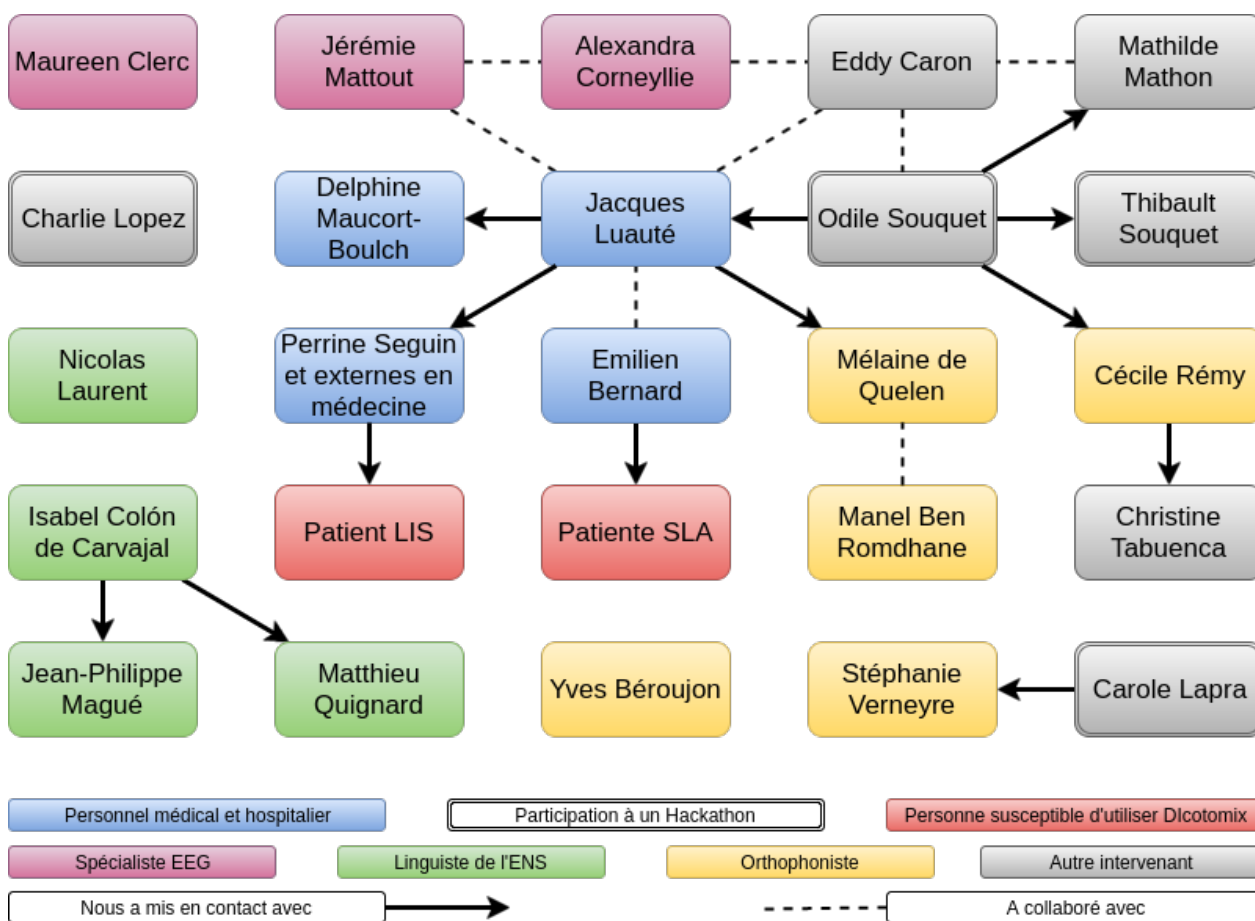 Maureen Clerc
Jérémie
Mattout
Alexandra
Corneyllie
Eddy Caron
Mathilde
Mathon
Charlie Lopez
Delphine
Maucort-
Boulch
Jacques
Luauté
Odile Souquet
Thibault
Souquet
Nicolas
Laurent
Perrine Seguin
et externes en
médecine
Emilien
Bernard
Mélaine de
Quelen
Cécile Rémy
Isabel Colón
de Carvajal
Patient LIS
Patiente SLA
Manel Ben
Romdhane
Christine
Tabuenca
Jean-Philippe
Magué
Matthieu
Quignard
Yves Béroujon
Stéphanie
Verneyre
Carole Lapra
Personnel médical et hospitalier
Participation à un Hackathon
Personne susceptible d'utiliser DIcotomix
Spécialiste EEG
Linguiste de l'ENS
Orthophoniste
Autre intervenant
Nous a mis en contact avec
A collaboré avec